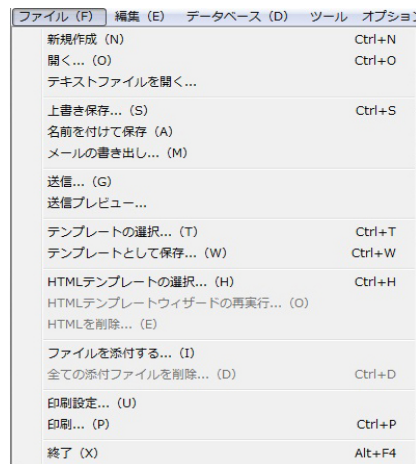 ファイル（F） 編集（E） データベース（D） ツール オプション
新規作成（N） Ctrl+N
開く...（O） Ctrl+O
テキストファイルを開く...
上書き保存...（S） Ctrl+S
名前を付けて保存（A）
メールの書き出し...（M）
送信...（G）
送信プレビュー...
テンプレートの選択...（T） Ctrl+T
テンプレートとして保存...（W） Ctrl+W
HTMLテンプレートの選択...（H） Ctrl+H
HTMLテンプレートウィザードの再実行...（O）
HTMLを削除...（E）
ファイルを添付する...（I）
全ての添付ファイルを削除...（D） Ctrl+D
印刷設定...（U）
印刷...（P） Ctrl+P
終了（X） Alt+F4